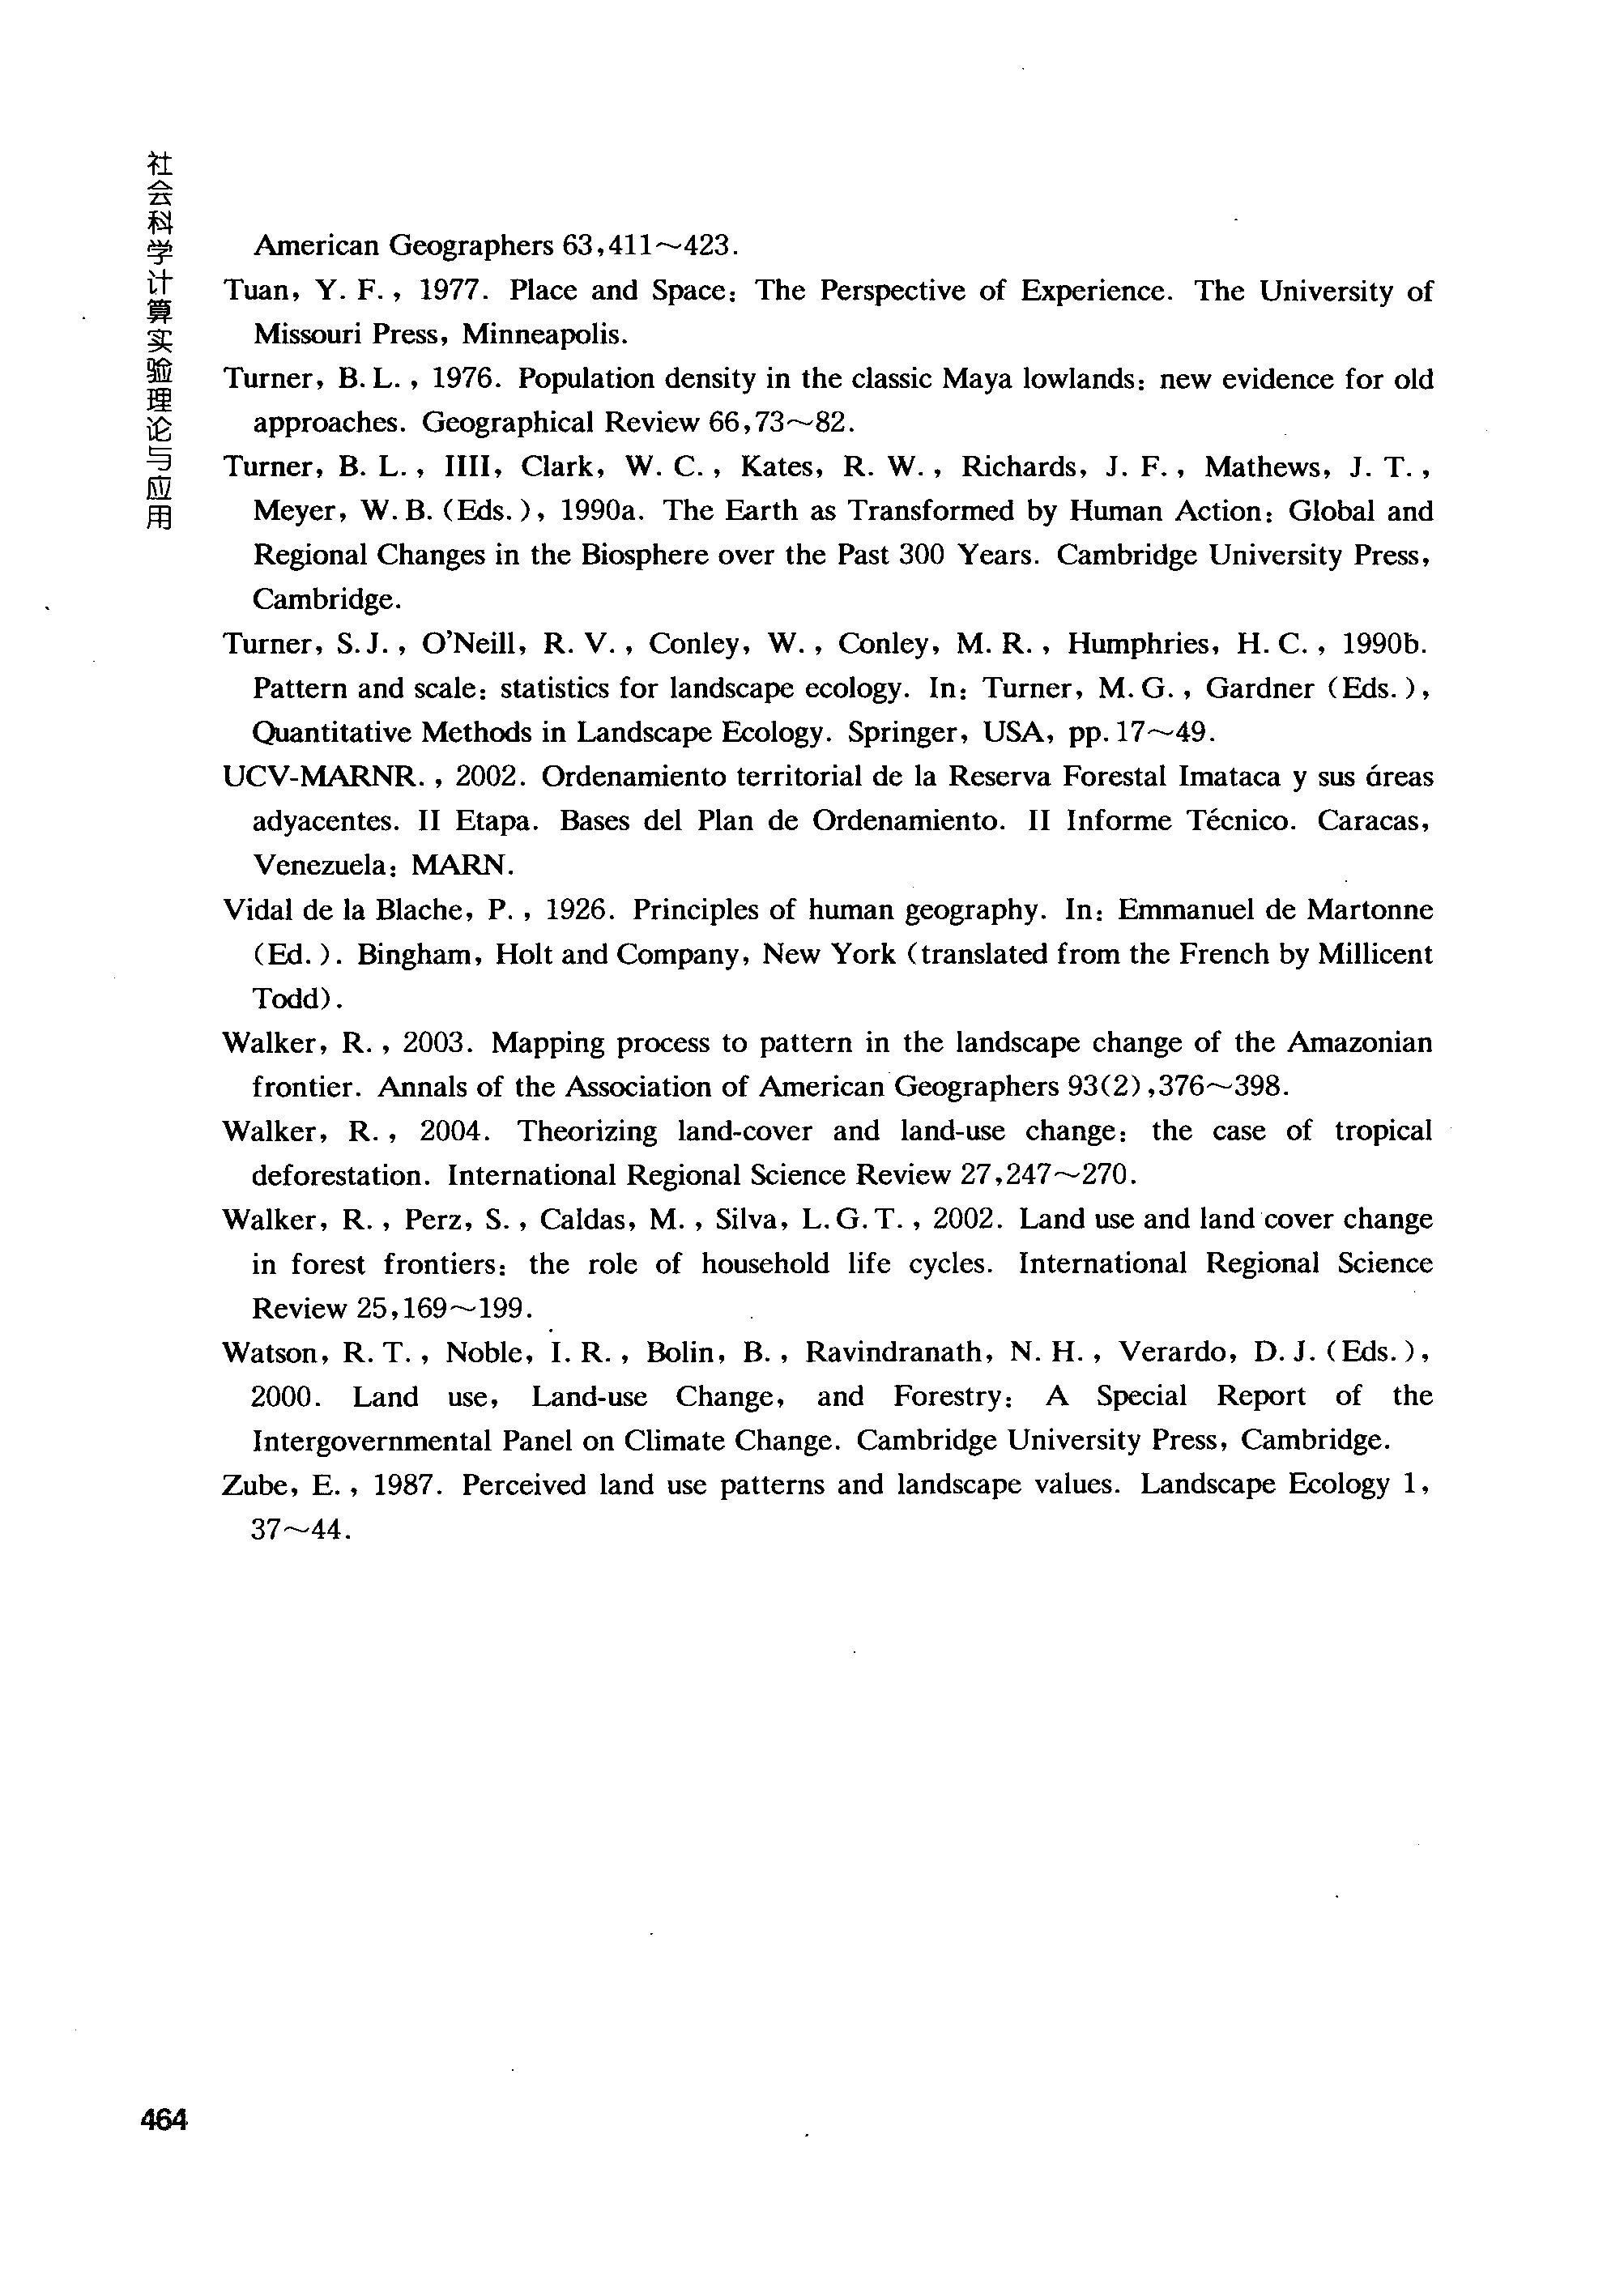 社会科学计算实验理论与应用
American Geographers 63,411~423.
Tuan, Y. F., 1977. Place and Space: The Perspective of Experience. The University of
Missouri Press, Minneapolis.
Turner, B. L., 1976. Population density in the classic Maya lowlands: new evidence for old
approaches. Geographical Review 66,73~82.
Turner, B. L., IIII, Clark, W. C., Kates, R. W., Richards, J. F., Mathews, J. T.,
Meyer, W. B. (Eds.), 1990a. The Earth as Transformed by Human Action: Global and
Regional Changes in the Biosphere over the Past 300 Years. Cambridge University Press,
Cambridge.
Turner, S. J., O'Neill, R. V., Conley, W., Conley, M. R., Humphries, H. C., 1990b.
Pattern and scale: statistics for landscape ecology. In: Turner, M. G., Gardner (Eds.),
Quantitative Methods in Landscape Ecology. Springer, USA, pp. 17~49.
UCV-MARNR., 2002. Ordenamiento territorial de la Reserva Forestal Imataca y sus áreas
adyacentes. II Etapa. Bases del Plan de Ordenamiento. II Informe Técnico. Caracas,
Venezuela: MARN.
Vidal de la Blache, P., 1926. Principles of human geography. In: Emmanuel de Martonne
(Ed.). Bingham, Holt and Company, New York (translated from the French by Millicent
Todd).
Walker, R., 2003. Mapping process to pattern in the landscape change of the Amazonian
frontier. Annals of the Association of American Geographers 93(2),376~398.
Walker, R., 2004. Theorizing land-cover and land-use change: the case of tropical
deforestation. International Regional Science Review 27,247~270.
Walker, R., Perz, S., Caldas, M., Silva, L. G. T., 2002. Land use and land cover change
in forest frontiers: the role of household life cycles. International Regional Science
Review 25,169~199.
Watson, R. T., Noble, I. R., Bolin, B., Ravindranath, N. H., Verardo, D. J. (Eds.),
2000. Land use, Land-use Change, and Forestry: A Special Report of the
Intergovernmental Panel on Climate Change. Cambridge University Press, Cambridge.
Zube, E., 1987. Perceived land use patterns and landscape values. Landscape Ecology 1,
37~44.
464